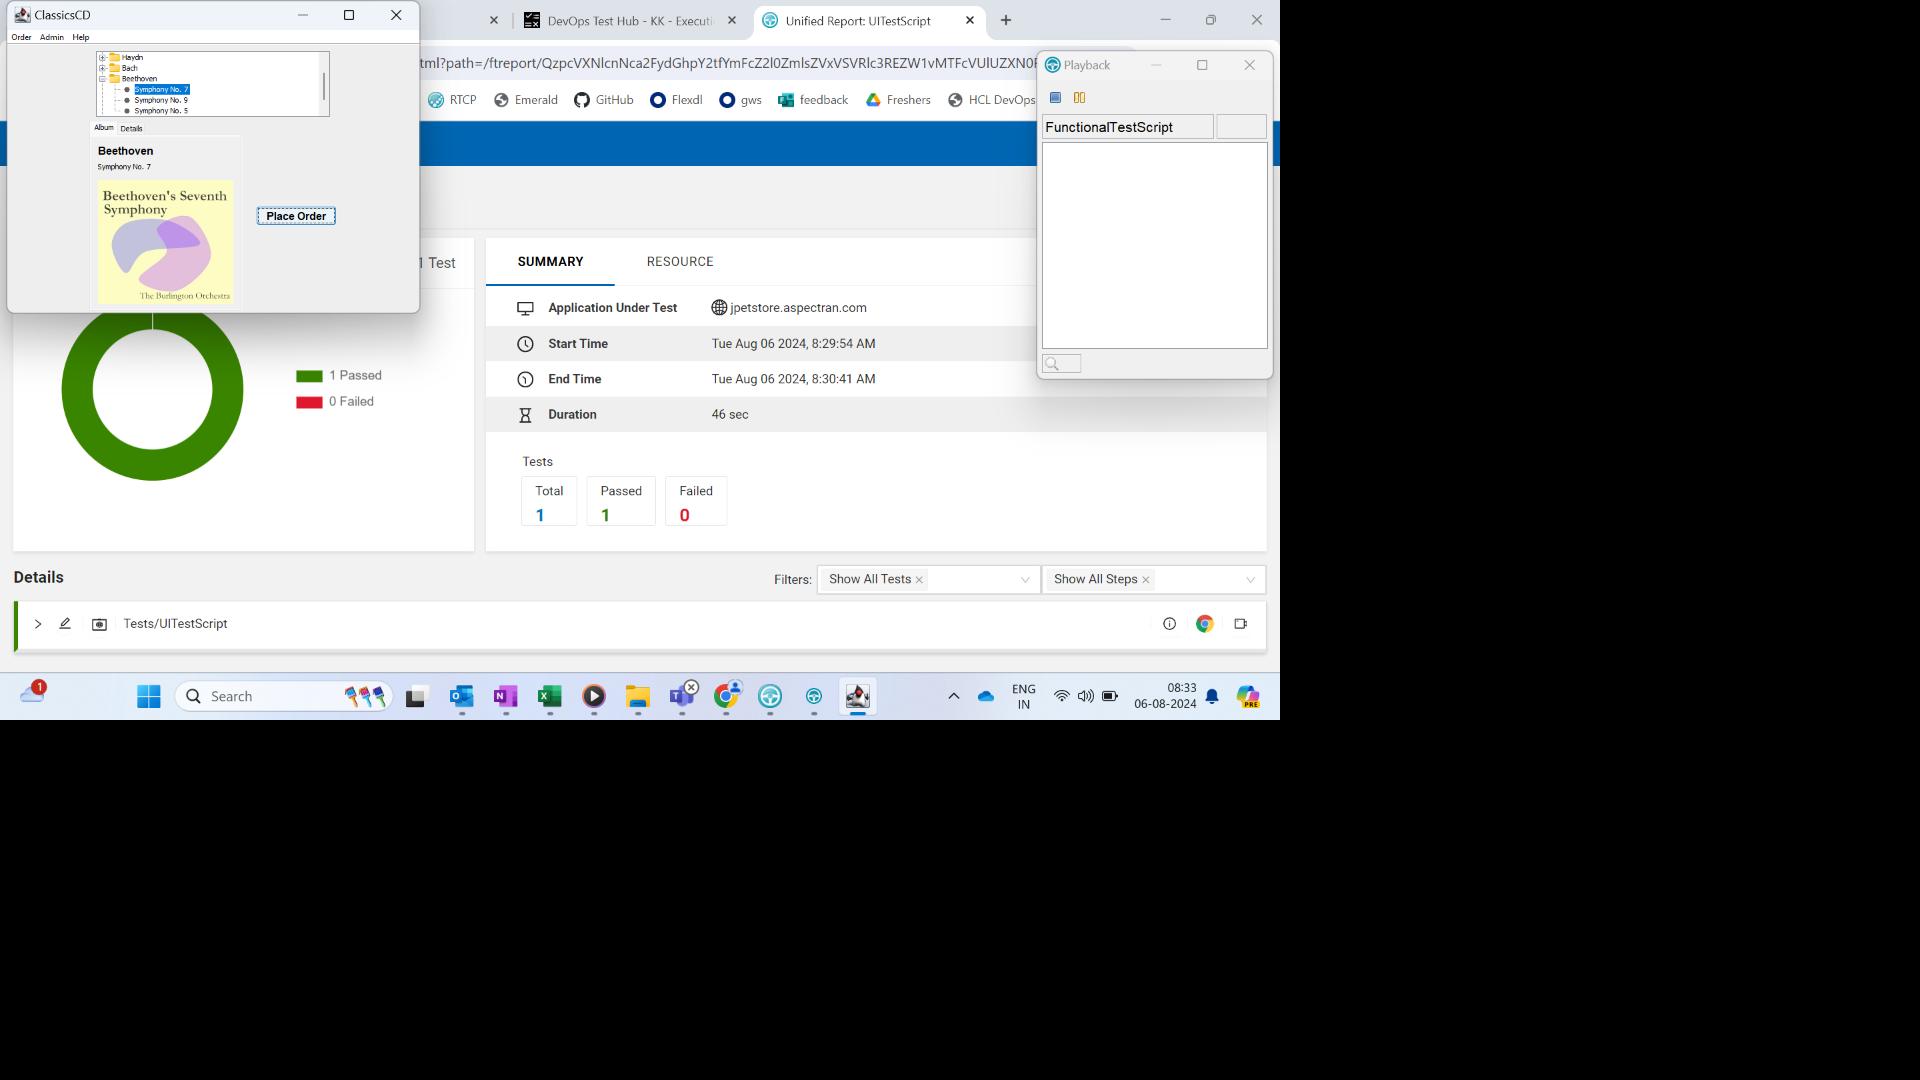 ClassicsCD
Order Admin Help
Haydn
Bach
Beethoven
Symphony No. 7
Symphony No. 9
Symphony No. 5
Album Details
Beethoven
Symphony No. 7
Beethoven's Seventh
Symphony
The Burlington Orchestra
Place Order
DevOps Test Hub - KK - Executi
Unified Report: UITestScript
RTCP Emerald GitHub Flexdl gws feedback Freshers HCL DevOps
Playback
FunctionalTestScript
1 Test
1 Passed
0 Failed
SUMMARY RESOURCE
Application Under Test jpetstore.aspectran.com
Start Time Tue Aug 06 2024, 8:29:54 AM
End Time Tue Aug 06 2024, 8:30:41 AM
Duration 46 sec
Tests
Total Passed Failed
1 1 0
Details
Filters: Show All Tests Show All Steps
Tests/UITestScript
1
Search
ENG
IN
08:33
06-08-2024
PRE